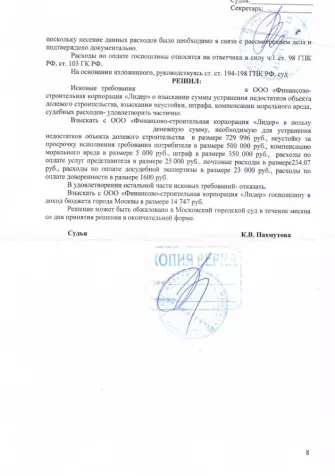 Судья
Секретарь:
поскольку несение данных расходов было необходимо в связи с рассмотрением дела и
подтверждено документально.
Расходы по оплате госпошлины относятся на ответчика в силу ч.1 ст. 98 ГПК
РФ, ст. 103 ГК РФ.
На основании изложенного, руководствуясь ст. ст. 194-198 ГПК РФ, суд
РЕШИЛ:
Исковые требования к ООО «Финансово-
строительная корпорация «Лидер» о взыскании суммы устранения недостатков объекта
долевого строительства, взыскании неустойки, штрафа, компенсации морального вреда,
судебных расходов- удовлетворить частично.
Взыскать с ООО «Финансово-строительная корпорация «Лидер» в пользу
денежную сумму, необходимую для устранения
недостатков объекта долевого строительства в размере 729 996 руб., неустойку за
просрочку исполнения требования потребителя в размере 500 000 руб., компенсацию
морального вреда в размере 5 000 руб., штраф в размере 350 000 руб., расходы по
оплате услуг представителя в размере 25 000 руб. почтовые расходы в размере234,07
руб., расходы по оплате досудебной экспертизы в размере 23 000 руб., расходы по
оплате доверенности в размере 1600 руб.
В удовлетворении остальной части исковых требований- отказать.
Взыскать с ООО «Финансово-строительная корпорация «Лидер» госпошлину в
доход бюджета города Москвы в размере 14 747 руб.
Решение может быть обжаловано в Московский городской суд в течение месяца
со дня принятия решения в окончательной форме.
Судья К.В. Пахмутова
КОПИЯ ВЕРНА
8